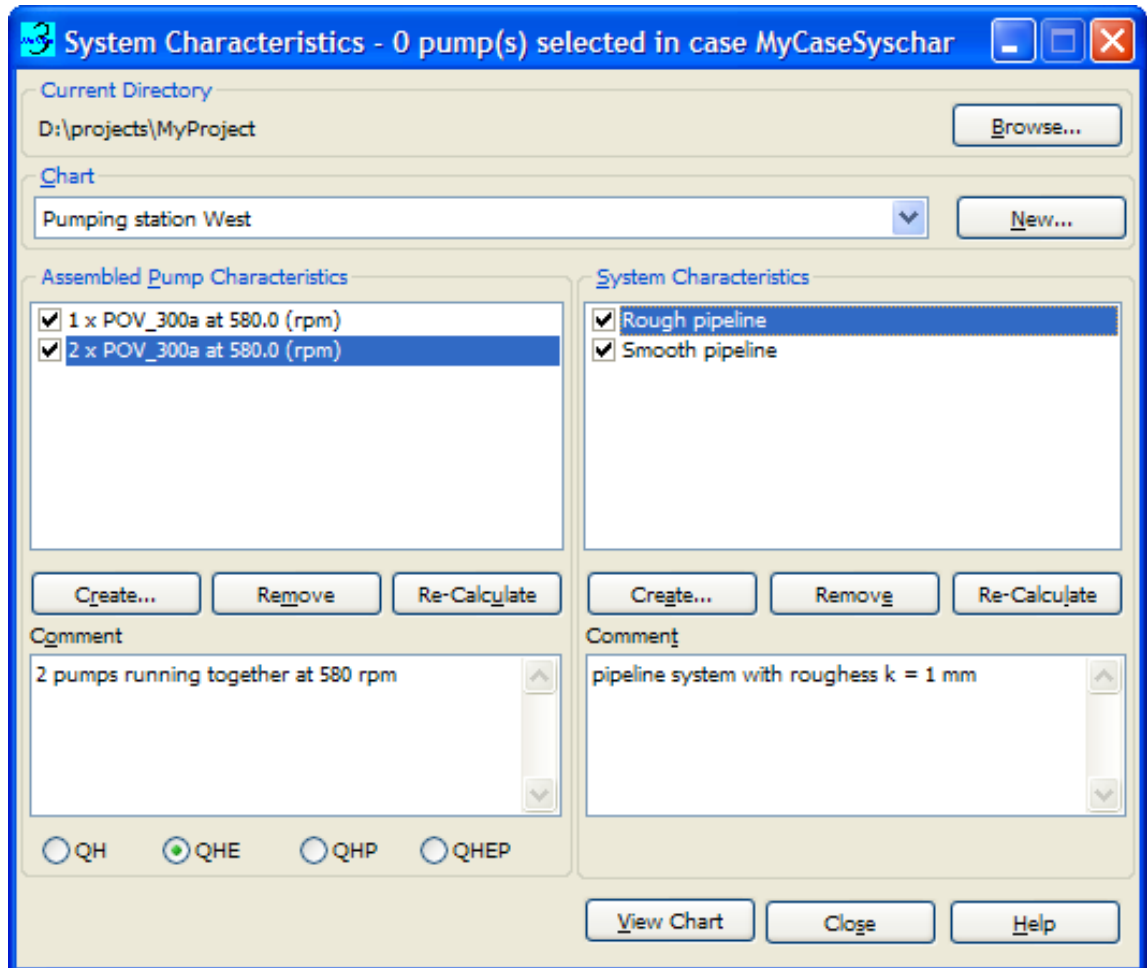 System Characteristics - 0 pump(s) selected in case MyCaseSyschar
Current Directory
D:\projects\MyProject
Browse...
Chart
Pumping station West
New...
Assembled Pump Characteristics
1 x POV_300a at 580.0 (rpm)
2 x POV_300a at 580.0 (rpm)
System Characteristics
Rough pipeline
Smooth pipeline
Create...
Remove
Re-Calculate
Create...
Remove
Re-Calculate
Comment
2 pumps running together at 580 rpm
Comment
pipeline system with roughess k = 1 mm
QH
QHE
QHP
QHEP
View Chart
Close
Help